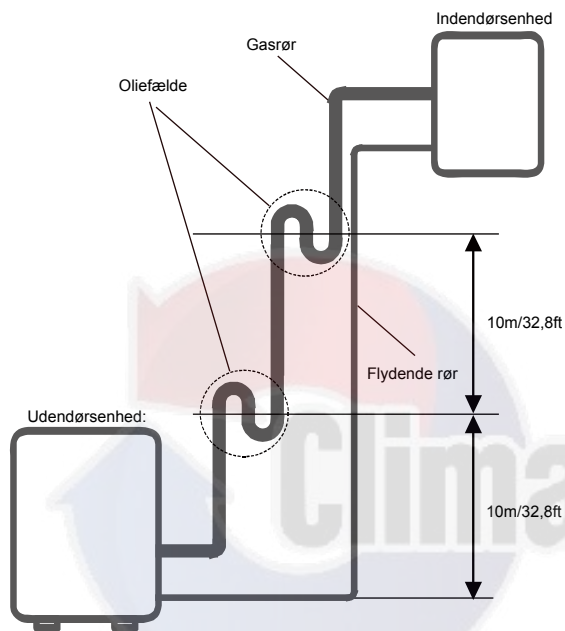 Indendørsenhed
Gasrør
Oliefælde
10m/32,8ft
Flydende rør
Udendørsenhed:
Clima
10m/32,8ft